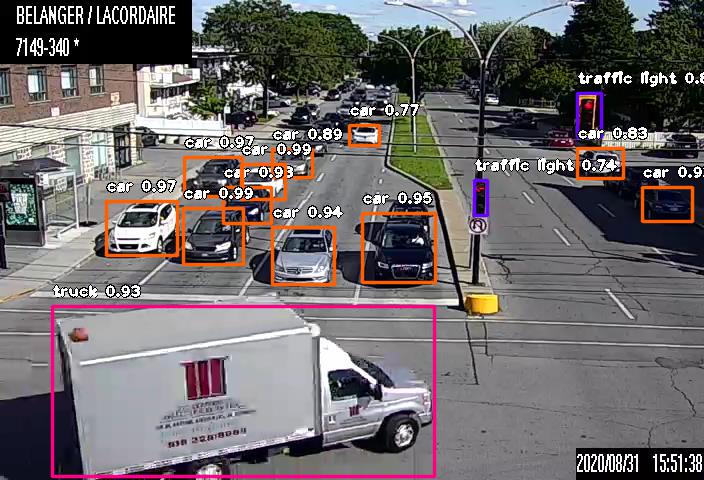 BELANGER / LACORDAIRE
7149-340 *
traffic light 0.8
car 0.77
car 0.97
car 0.89
car 0.99
car 0.83
car 0.93
traffic light 0.74
car 0.9
car 0.97
car 0.99
car 0.94
car 0.95
truck 0.93
2020/08/31 15:51:38